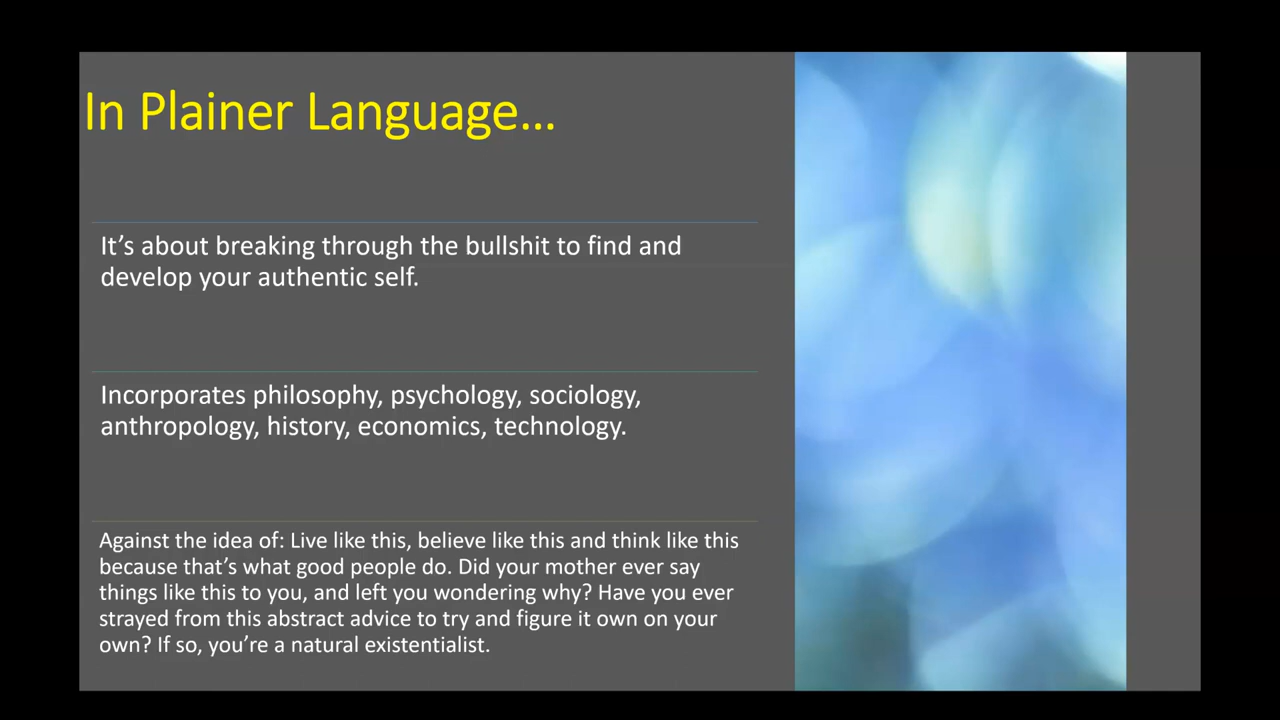 In Plainer Language...
It's about breaking through the bullshit to find and
develop your authentic self.
Incorporates philosophy, psychology, sociology,
anthropology, history, economics, technology.
Against the idea of: Live like this, believe like this and think like this
because that's what good people do. Did your mother ever say
things like this to you, and left you wondering why? Have you ever
strayed from this abstract advice to try and figure it own on your
own? If so, you're a natural existentialist.